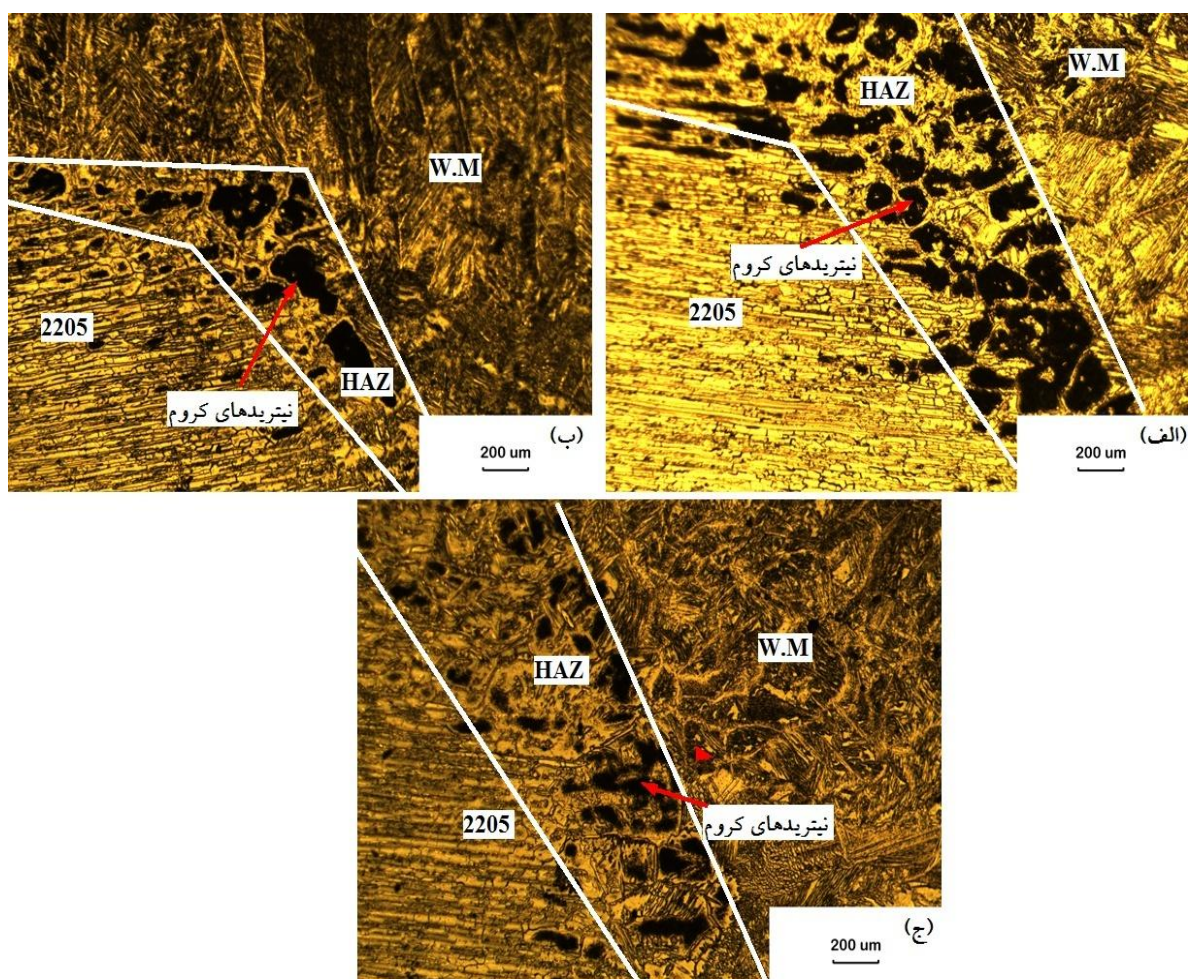 W.M
HAZ
نیتریدهای کروم
2205
(الف)
200 um
W.M
2205
HAZ
نیتریدهای کروم
(ب)
200 um
HAZ
W.M
نیتریدهای کروم
2205
(ج)
200 um